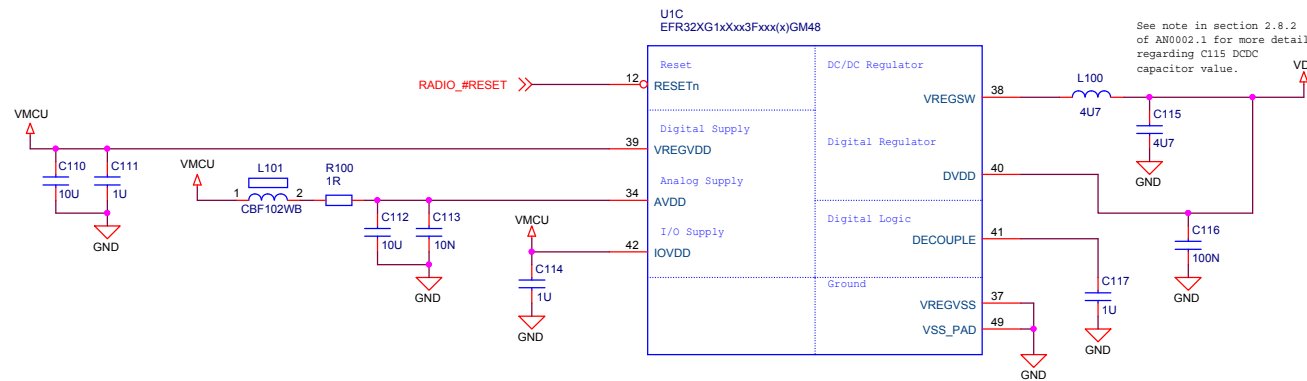 U1C
EFR32XG1xXxx3Fxxx(x)GM48
See note in section 2.8.2
of AN0002.1 for more detail
regarding C115 DCDC
capacitor value.
VD
Reset
DC/DC Regulator
L100
RADIO_#RESET
12
RESETn
VREGSW
38
4U7
C115
4U7
VMCU
Digital Supply
Digital Regulator
39
VREGVDD
C110
10U
C111
1U
GND
VMCU
L101
1
2
CBF102WB
R100
1R
Analog Supply
34
AVDD
DVDD
40
GND
C112
10U
C113
10N
GND
VMCU
I/O Supply
42
IOVDD
Digital Logic
DECOUPLE
41
C116
100N
GND
C114
1U
GND
Ground
VREGVSS
37
VSS_PAD
49
GND
C117
1U
GND